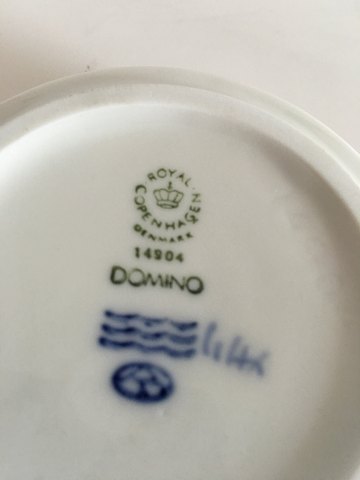 ROYAL
COPENHAGEN
DENMARK
14904
DOMINO